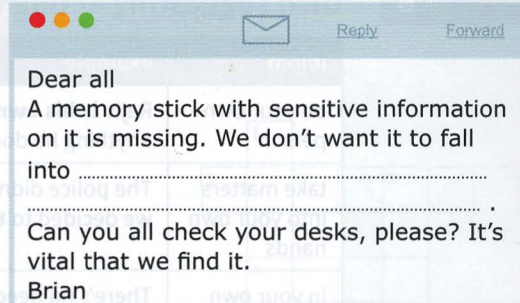 Reply Forward
Dear all
A memory stick with sensitive information
on it is missing. We don't want it to fall
into ....................
.................... .
Can you all check your desks, please? It's
vital that we find it.
Brian